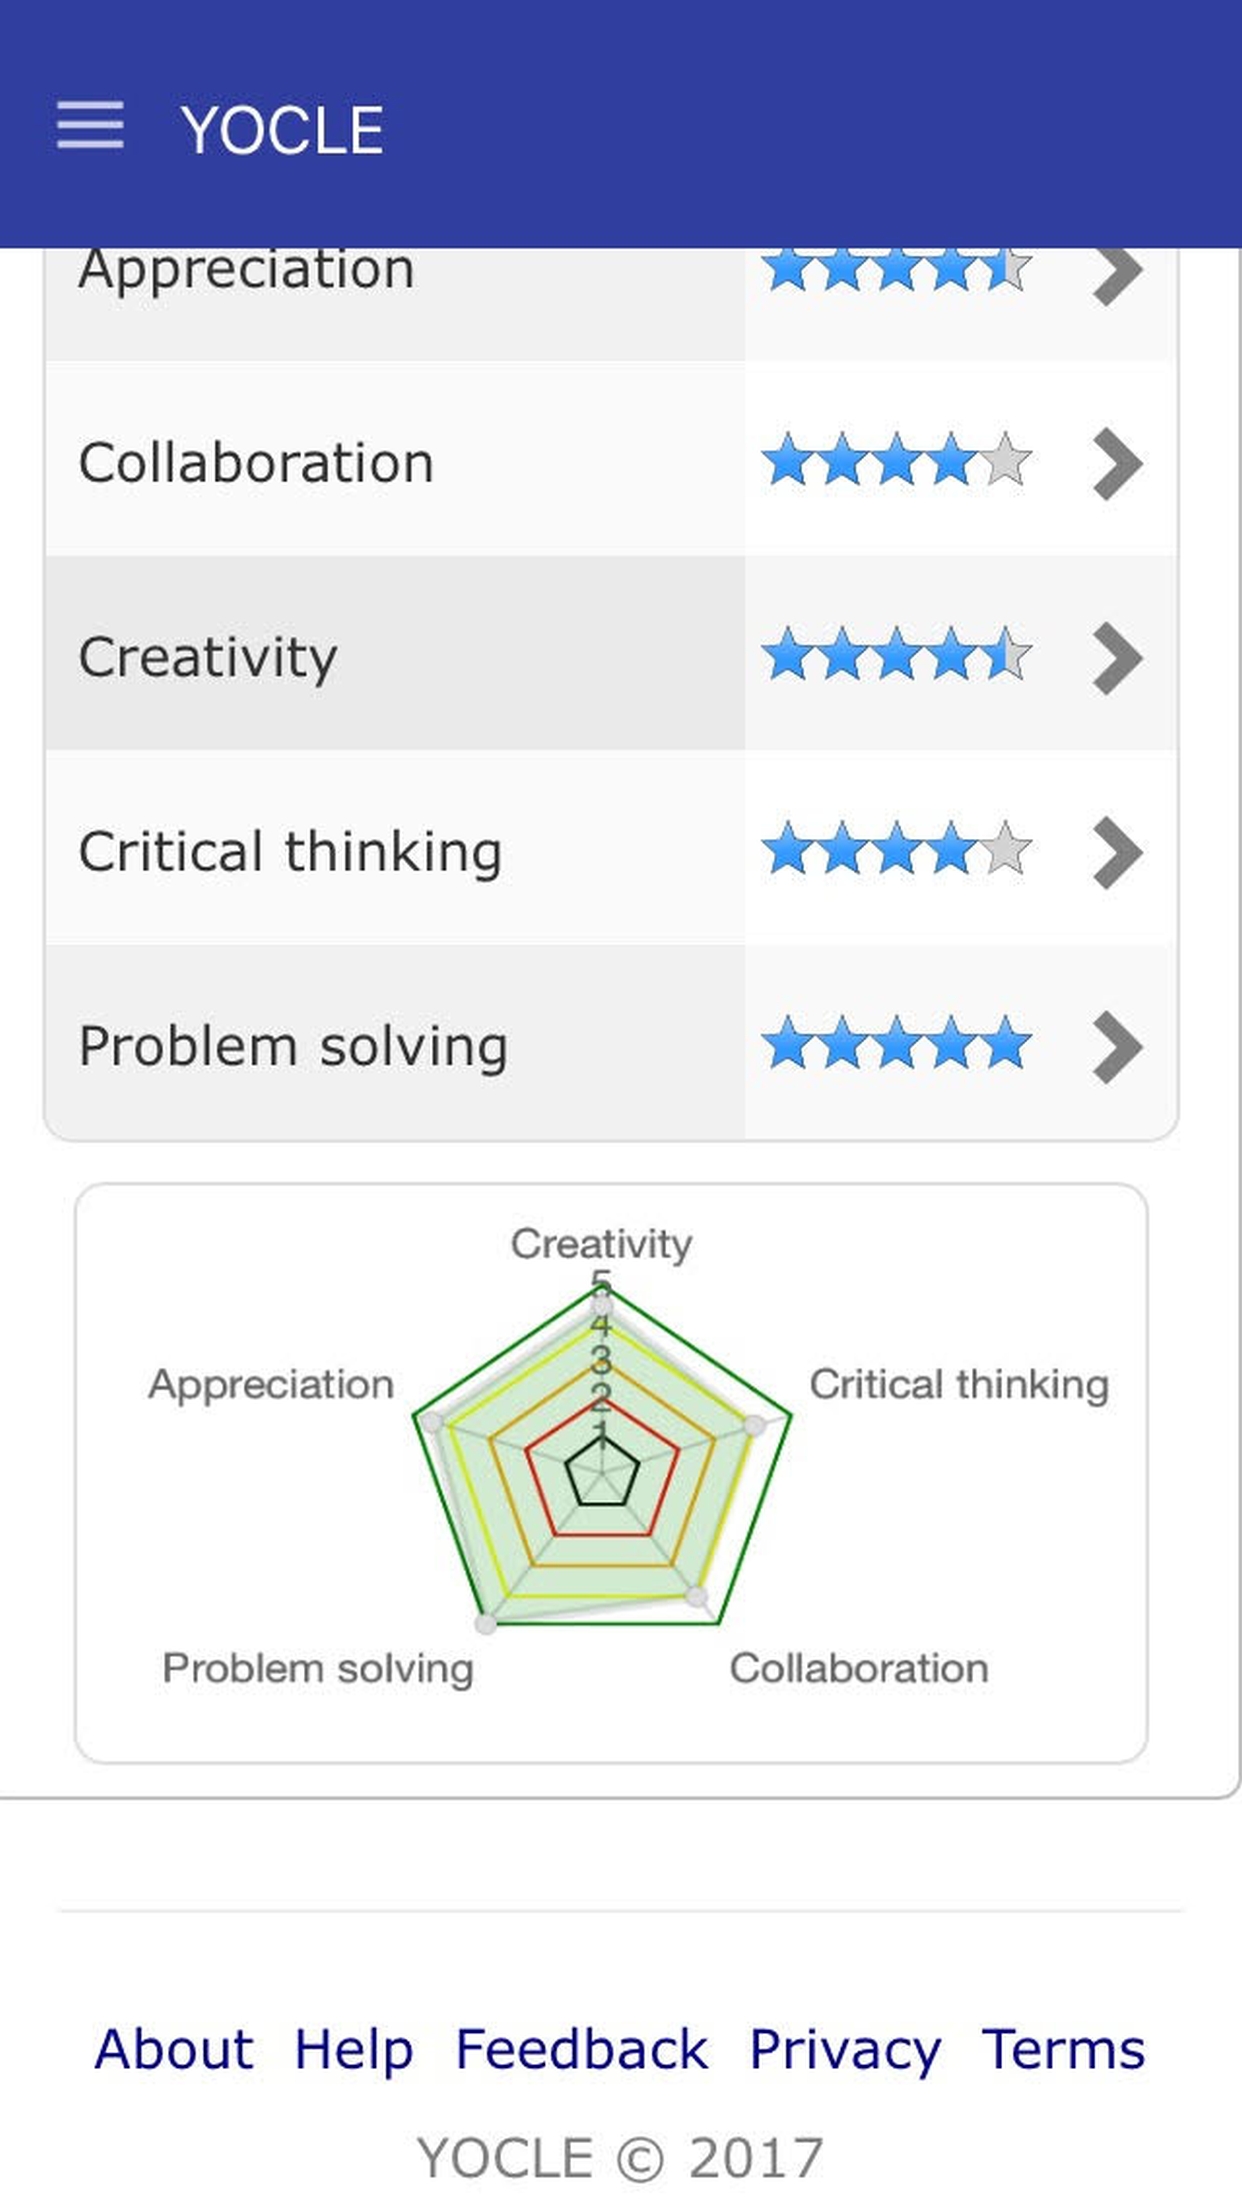 YOCLE
Appreciation
Collaboration
Creativity
Critical thinking
Problem solving
Creativity
5
4
3
2
1
Appreciation
Critical thinking
Problem solving
Collaboration
About Help Feedback Privacy Terms
YOCLE © 2017